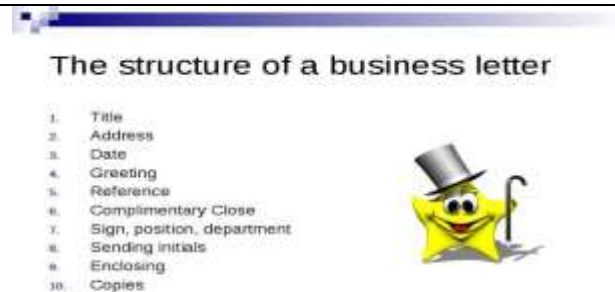 The structure of a business letter
1. Title
2. Address
3. Date
4. Greeting
5. Reference
6. Complimentary Close
7. Sign, position, department
8. Sending initials
9. Enclosing
10. Copies